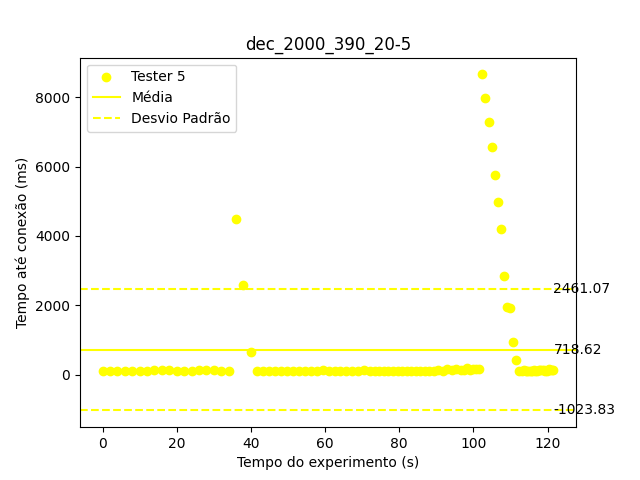 dec_2000_390_20-5
Tester 5
Média
Desvio Padrão
Tempo até conexão (ms)
8000
6000
4000
2000
0
2461.07
718.62
-1023.83
0 20 40 60 80 100 120
Tempo do experimento (s)